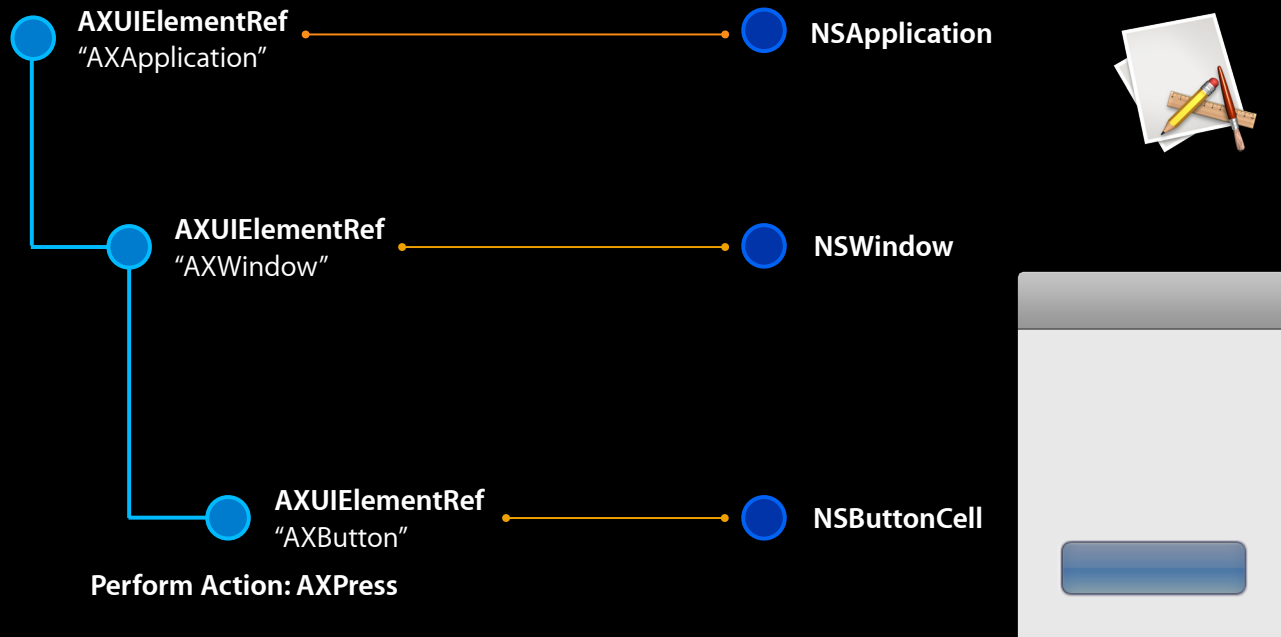 AXUIElementRef
“AXApplication”
NSApplication
AXUIElementRef
“AXWindow”
NSWindow
AXUIElementRef
“AXButton”
NSButtonCell
Perform Action: AXPress